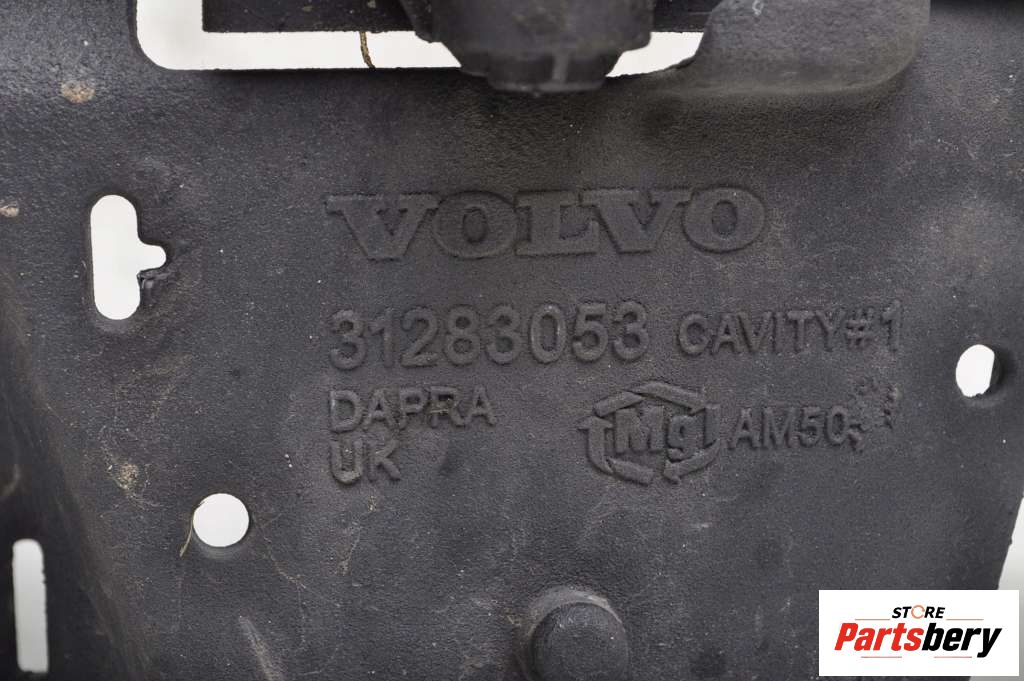 VOLVO
31283053 CAVITY#1
DAPRA Mg AM50
UK
STORE
Partsbery